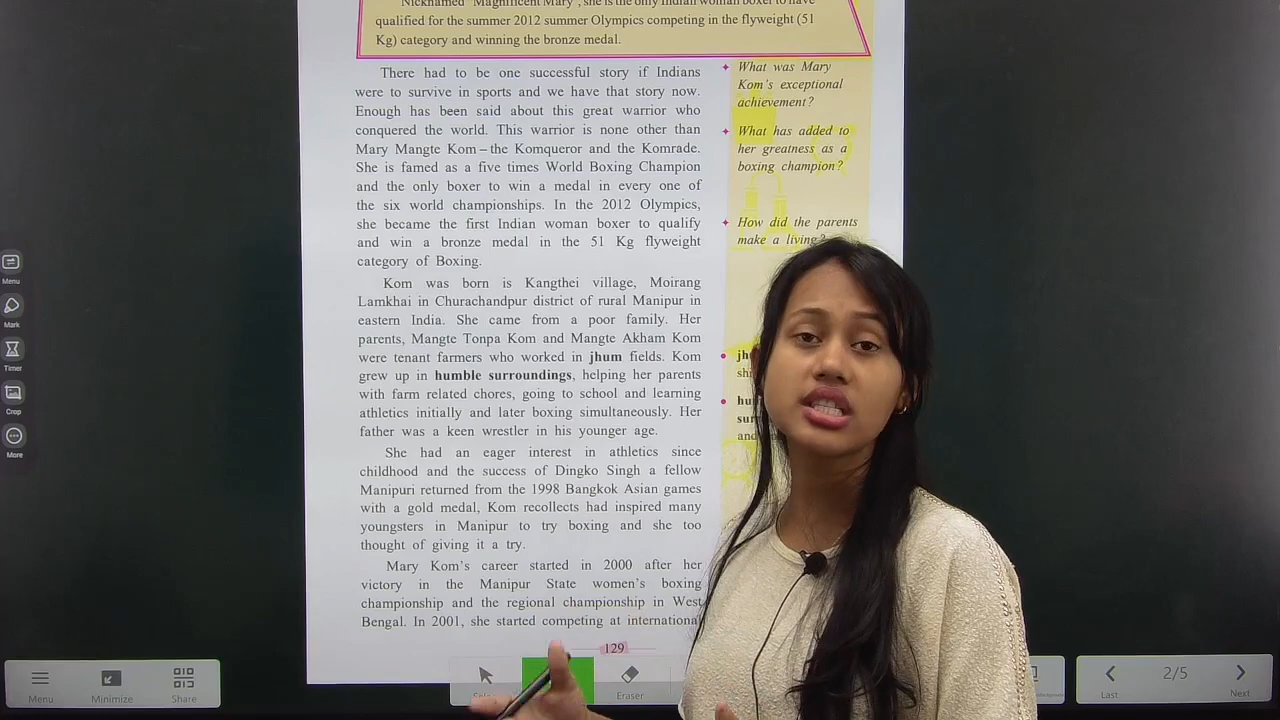 Nicknamed "Magnificent Mary", she is the only Indian woman boxer to have
qualified for the summer 2012 summer Olympics competing in the flyweight (51
Kg) category and winning the bronze medal.
There had to be one successful story if Indians
were to survive in sports and we have that story now.
Enough has been said about this great warrior who
conquered the world. This warrior is none other than
Mary Mangte Kom – the Komqueror and the Komrade.
She is famed as a five times World Boxing Champion
and the only boxer to win a medal in every one of
the six world championships. In the 2012 Olympics,
she became the first Indian woman boxer to qualify
and win a bronze medal in the 51 Kg flyweight
category of Boxing.
Kom was born is Kangthei village, Moirang
Lamkhai in Churachandpur district of rural Manipur in
eastern India. She came from a poor family. Her
parents, Mangte Tonpa Kom and Mangte Akham Kom
were tenant farmers who worked in jhum fields. Kom
grew up in humble surroundings, helping her parents
with farm related chores, going to school and learning
athletics initially and later boxing simultaneously. Her
father was a keen wrestler in his younger age.
She had an eager interest in athletics since
childhood and the success of Dingko Singh a fellow
Manipuri returned from the 1998 Bangkok Asian games
with a gold medal, Kom recollects had inspired many
youngsters in Manipur to try boxing and she too
thought of giving it a try.
Mary Kom's career started in 2000 after her
victory in the Manipur State women's boxing
championship and the regional championship in West
Bengal. In 2001, she started competing at internationa
129
What was Mary
Kom's exceptional
achievement?
What has added to
her greatness as a
boxing champion?
How did the parents
make a living?
and
Menu
Mark
Timer
Crop
More
Menu
Minimize
Share
Eraser
Last
2/5
Next